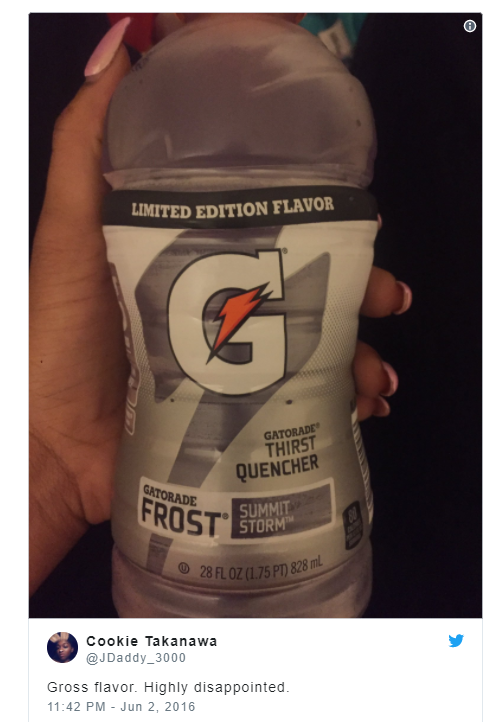 LIMITED EDITION FLAVOR
G
GATORADE®
THIRST
QUENCHER
GATORADE
FROST®
SUMMIT
STORM™
28 FL OZ (1.75 PT) 828 mL
Cookie Takanawa
@JDaddy_3000
Gross flavor. Highly disappointed.
11:42 PM - Jun 2, 2016